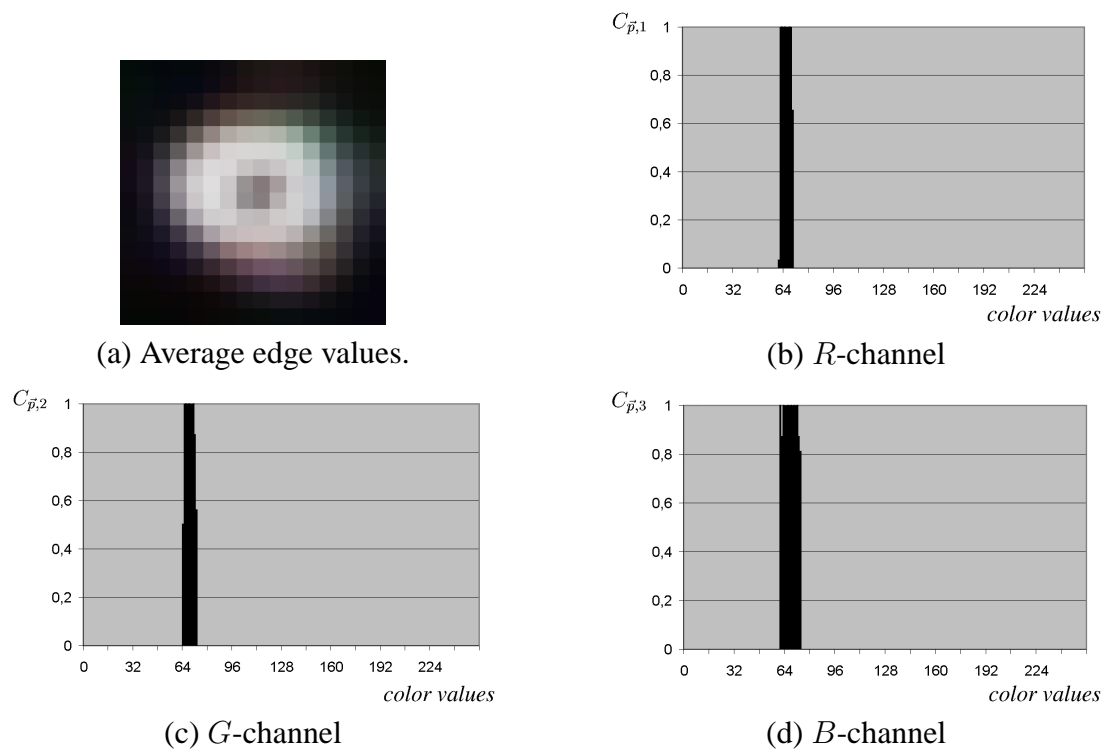 $C_{\vec{p},1}$
1
0,8
0,6
0,4
0,2
0
0 32 64 96 128 160 192 224
color values
(a) Average edge values.
(b) R-channel
$C_{\vec{p},2}$
1
0,8
0,6
0,4
0,2
0
0 32 64 96 128 160 192 224
color values
(c) G-channel
$C_{\vec{p},3}$
1
0,8
0,6
0,4
0,2
0
0 32 64 96 128 160 192 224
color values
(d) B-channel